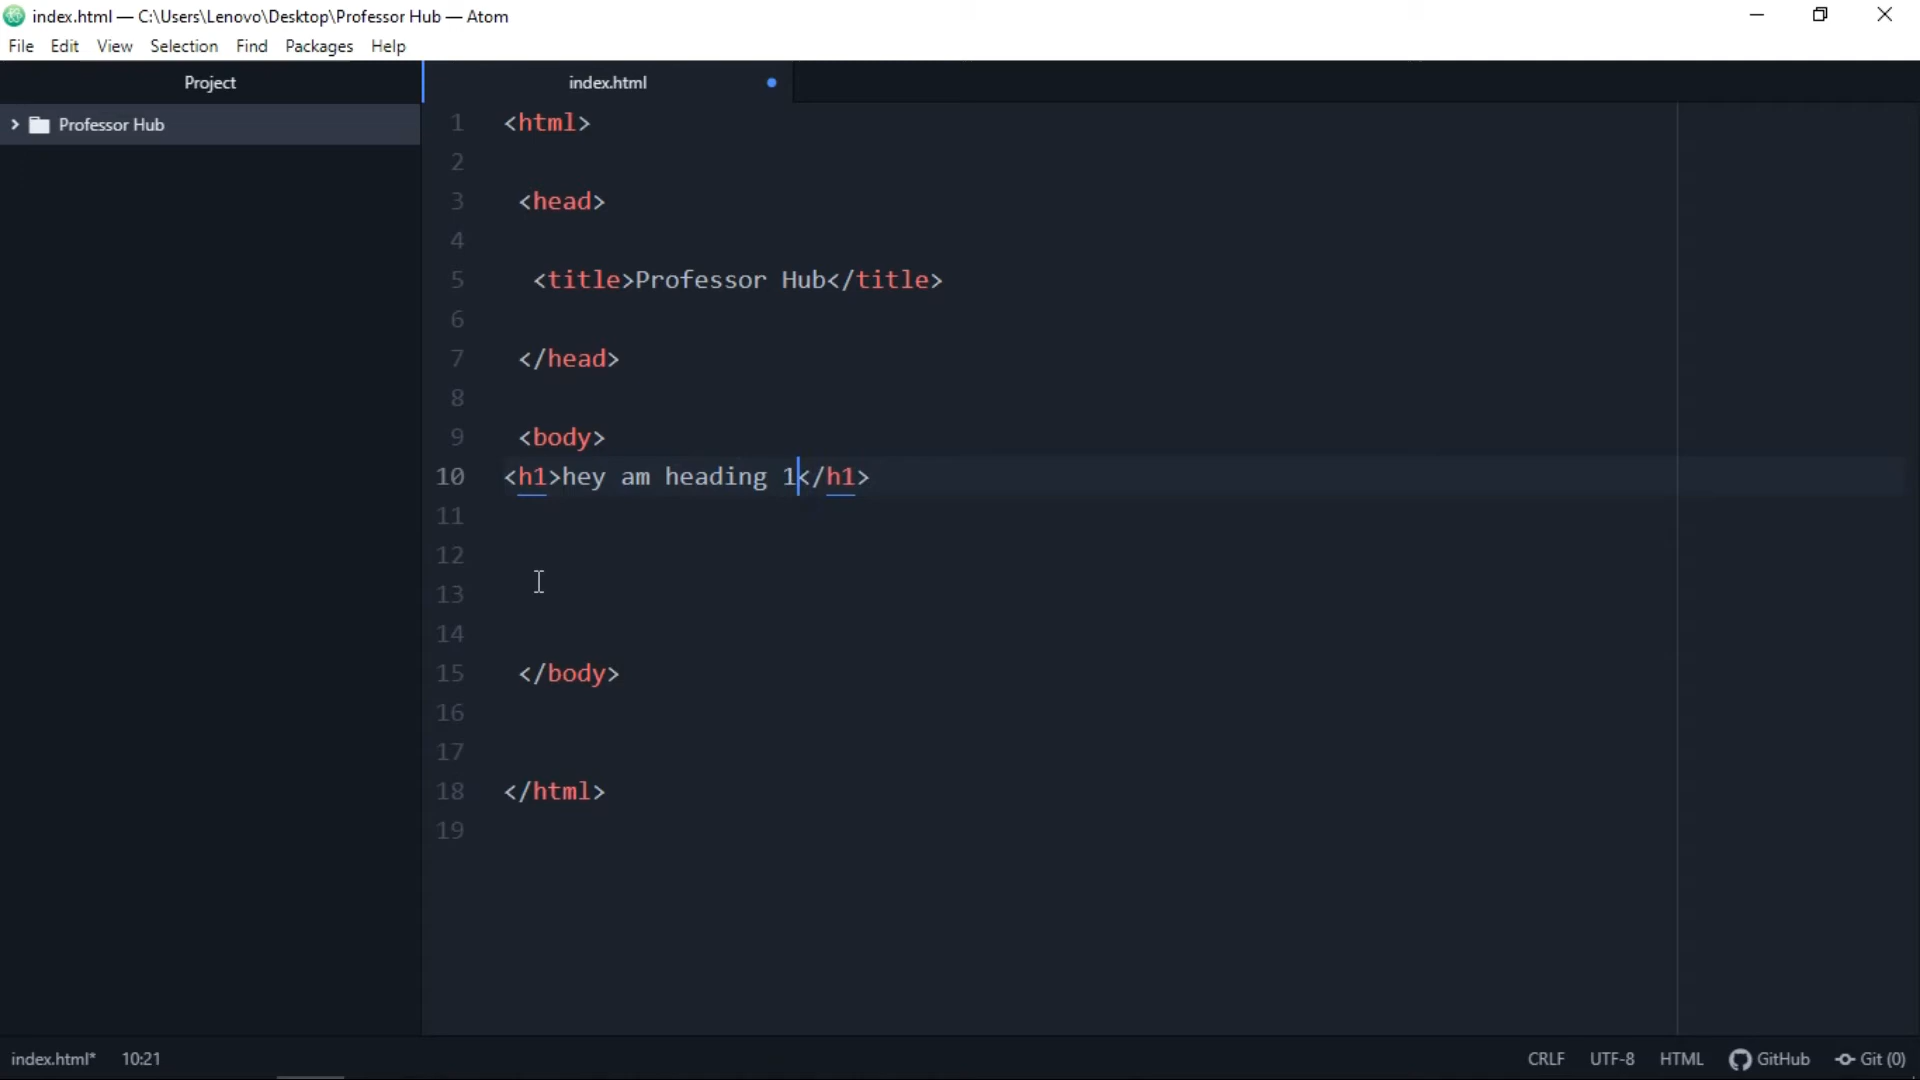 index.html — C:\Users\Lenovo\Desktop\Professor Hub — Atom
File Edit View Selection Find Packages Help
Project
index.html
Professor Hub
1 <html>
2
3 <head>
4
5 <title>Professor Hub</title>
6
7 </head>
8
9 <body>
10 <h1>hey am heading 1</h1>
11
12
13
14
15 </body>
16
17
18 </html>
19
index.html* 10:21 CRLF UTF-8 HTML GitHub Git (0)